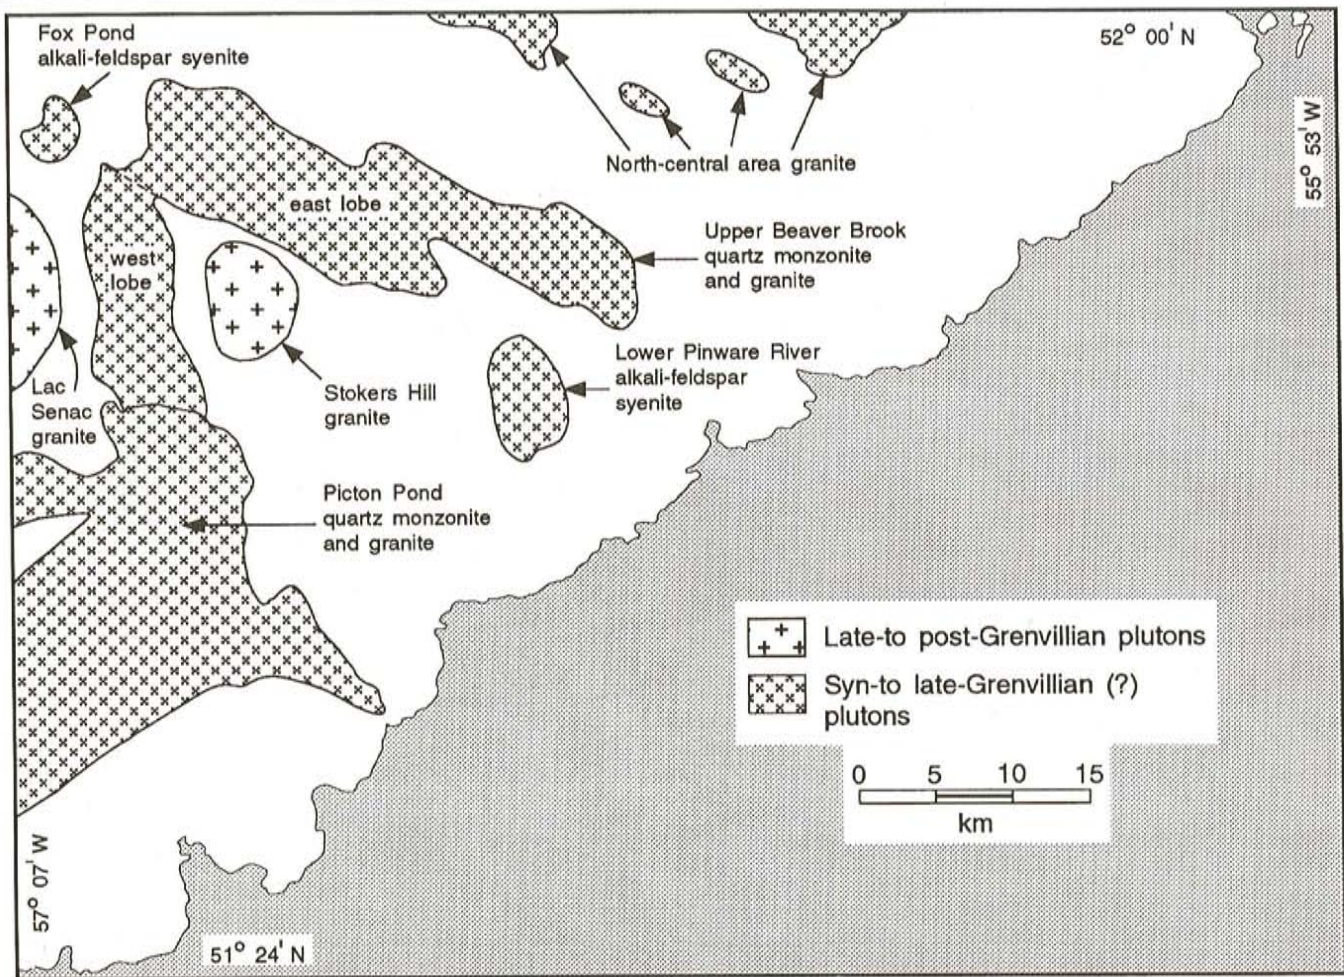 Fox Pond
alkali-feldspar syenite
52° 00' N
55° 53' W
North-central area granite
east lobe
west
lobe
Upper Beaver Brook
quartz monzonite
and granite
Lac
Senac
granite
Stokers Hill
granite
Lower Pinware River
alkali-feldspar
syenite
Picton Pond
quartz monzonite
and granite
Late-to post-Grenvillian plutons
Syn-to late-Grenvillian (?)
plutons
0 5 10 15
km
57° 07' W
51° 24' N